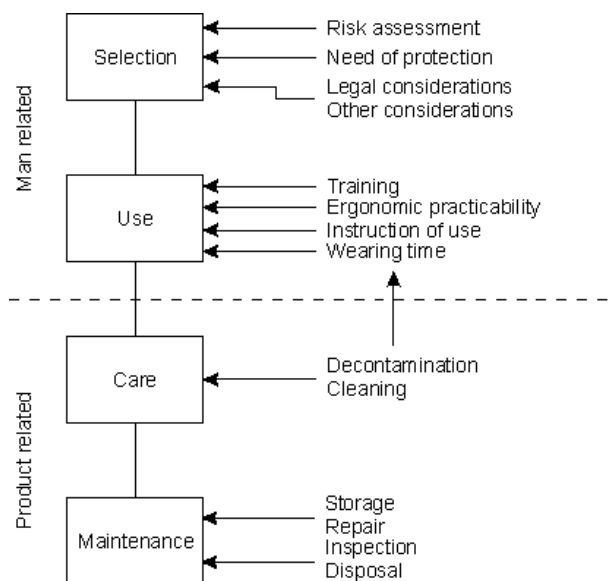 Man related
Selection
Risk assessment
Need of protection
Legal considerations
Other considerations
Use
Training
Ergonomic practicability
Instruction of use
Wearing time
Product related
Care
Decontamination
Cleaning
Maintenance
Storage
Repair
Inspection
Disposal